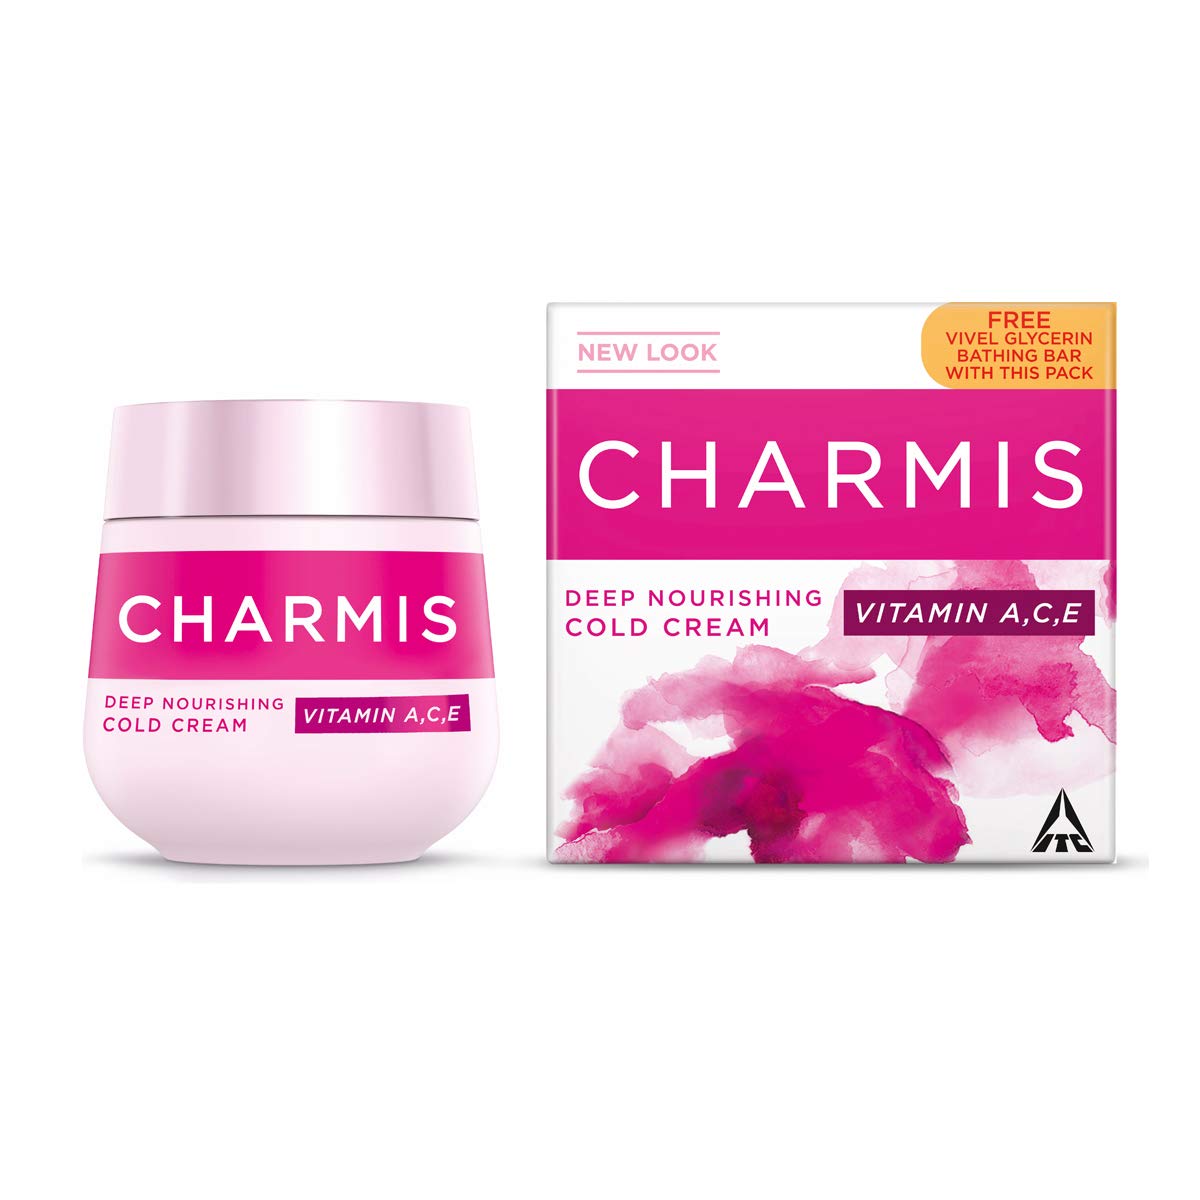 CHARMIS
DEEP NOURISHING
COLD CREAM
VITAMIN A,C,E
NEW LOOK
FREE
VIVEL GLYCERIN
BATHING BAR
WITH THIS PACK
CHARMIS
DEEP NOURISHING
COLD CREAM
VITAMIN A,C,E
ITC